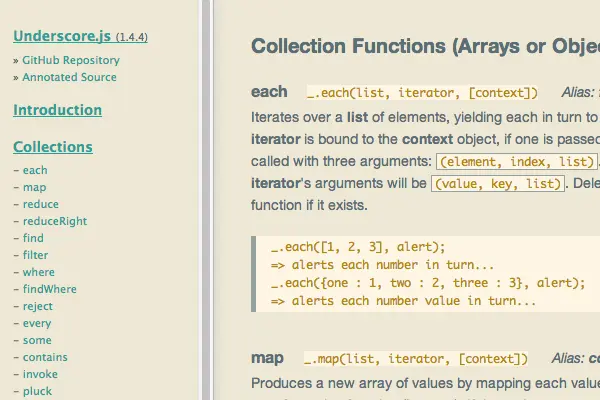 Underscore.js (1.4.4)
» GitHub Repository
» Annotated Source
Introduction
Collections
- each
- map
- reduce
- reduceRight
- find
- filter
- where
- findWhere
- reject
- every
- some
- contains
- invoke
- pluck
Collection Functions (Arrays or
each _.each(list, iterator, [context]) Alias:
Iterates over a list of elements, yielding each in turn to
iterator is bound to the context object, if one is passed
called with three arguments: (element, index, list).
iterator's arguments will be (value, key, list).
function if it exists.
_.each([1, 2, 3], alert);
=> alerts each number in turn...
_.each({one : 1, two : 2, three : 3}, alert);
=> alerts each number value in turn...
map _.map(list, iterator, [context]) Alias:
Produces a new array of values by mapping each value